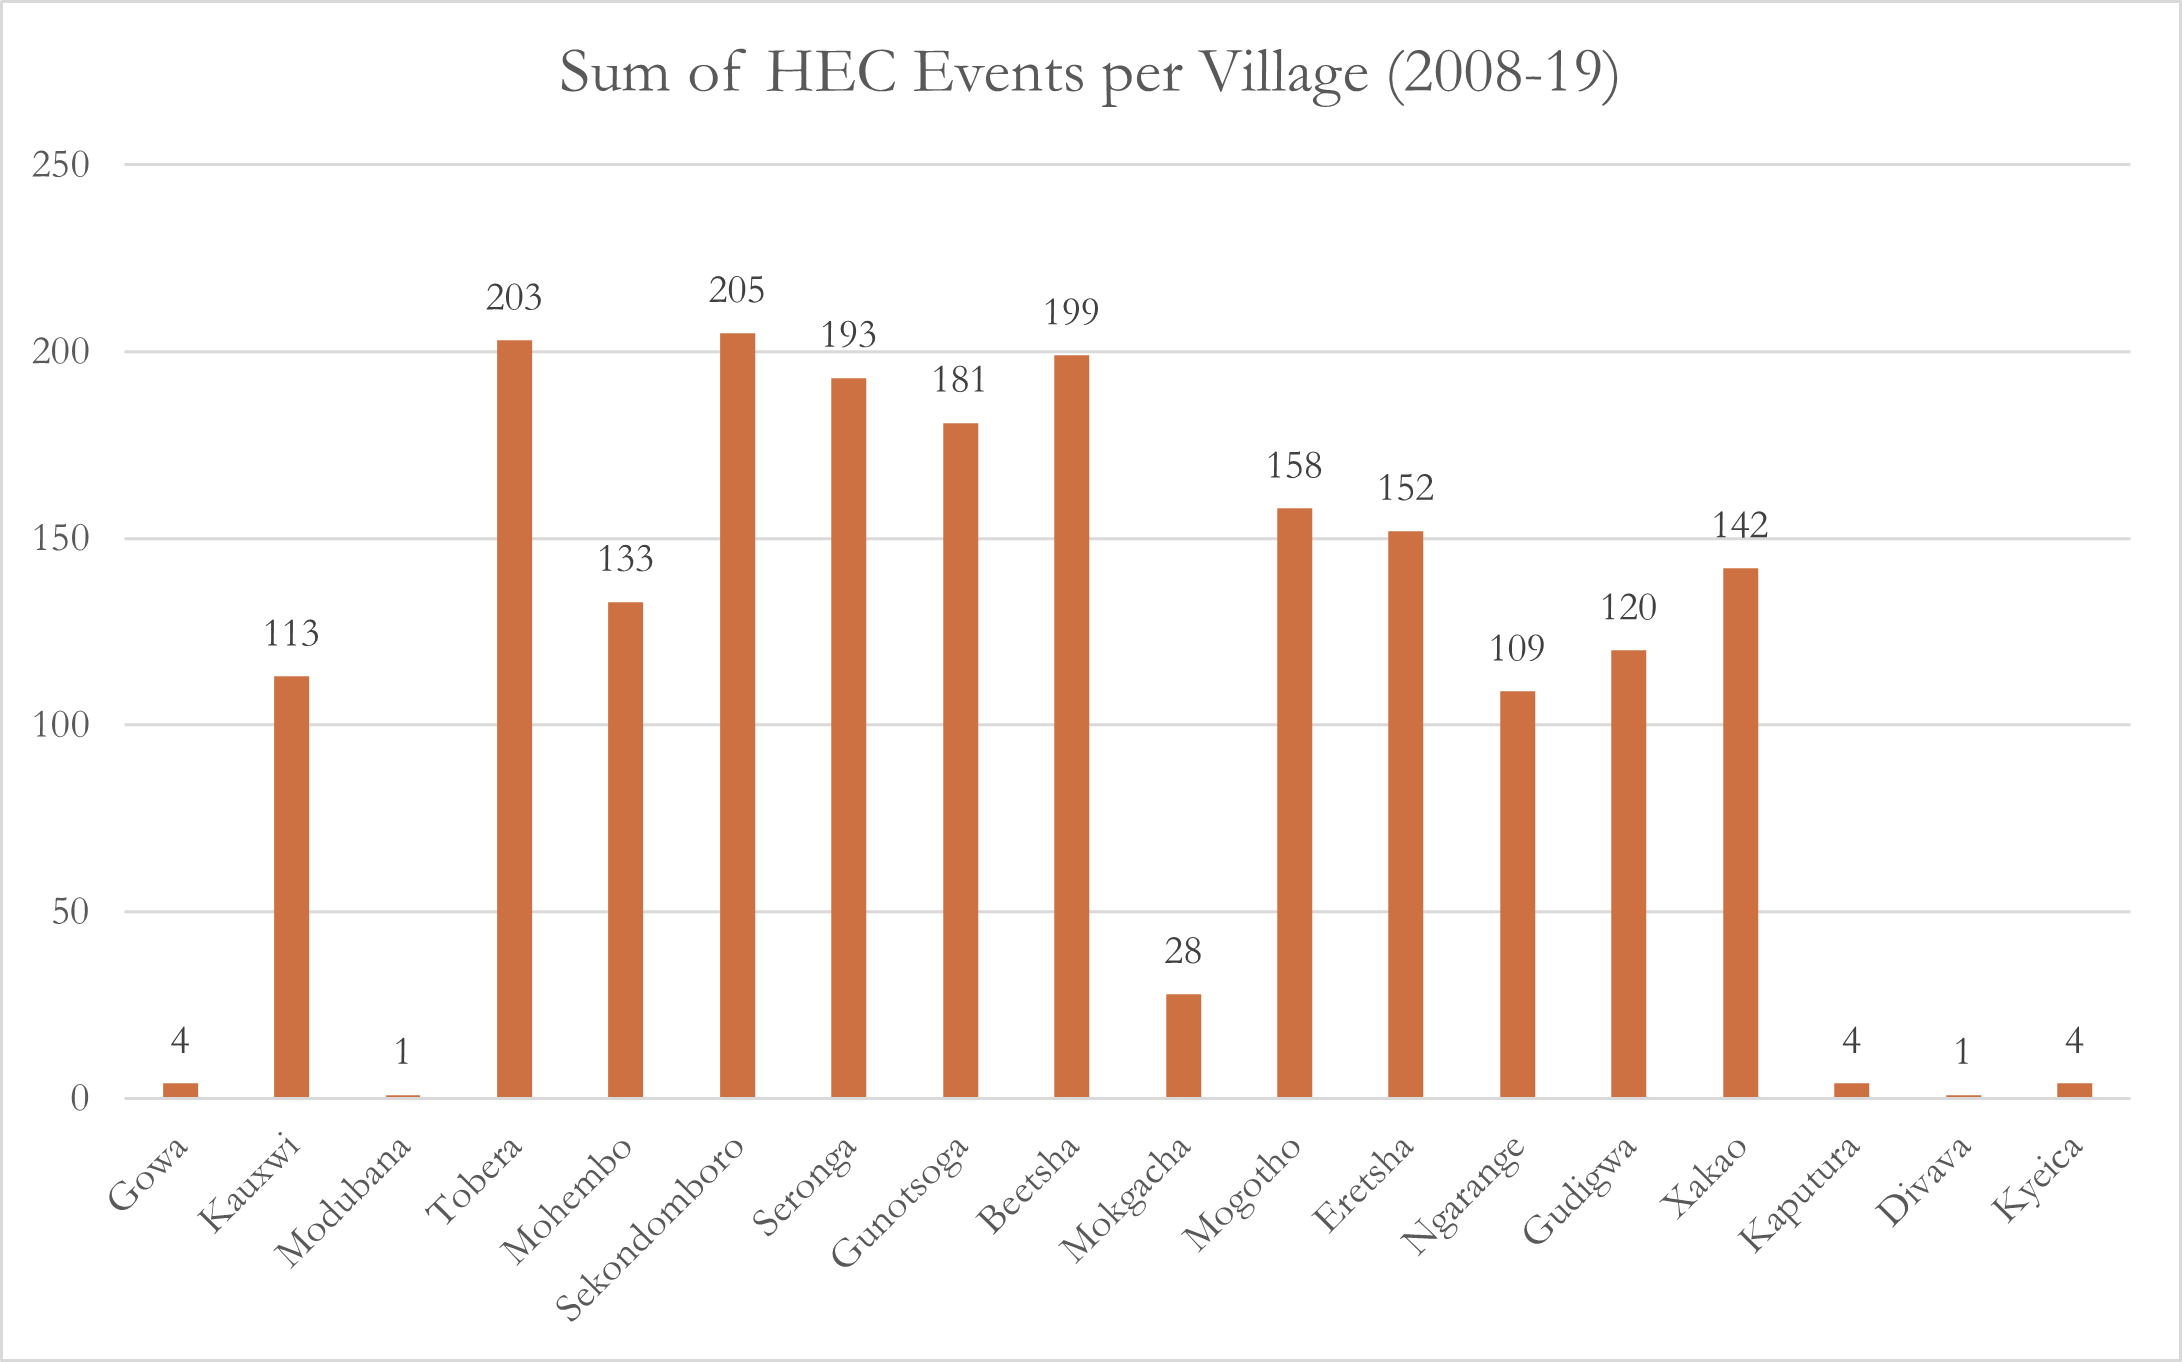 Sum of HEC Events per Village (2008-19)
250
200
150
100
50
0
4
113
1
203
133
205
193
181
199
28
158
152
109
120
142
4
1
4
Gowa
Kauxwi
Modubana
Tobera
Mohembo
Sekondomboro
Seronga
Gunotsoga
Beetsha
Mokgacha
Mogotho
Eretsha
Ngarange
Gudigwa
Xakao
Kaputura
Divava
Kyeica